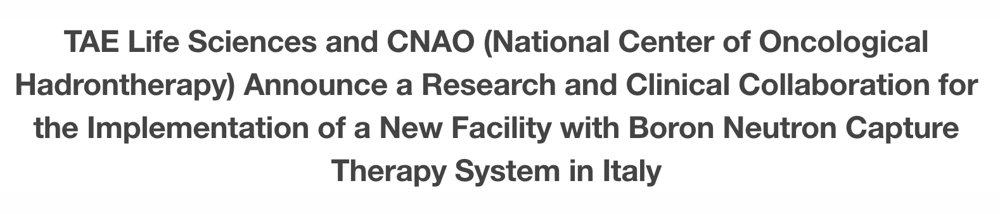 TAE Life Sciences and CNAO (National Center of Oncological
Hadrontherapy) Announce a Research and Clinical Collaboration for
the Implementation of a New Facility with Boron Neutron Capture
Therapy System in Italy